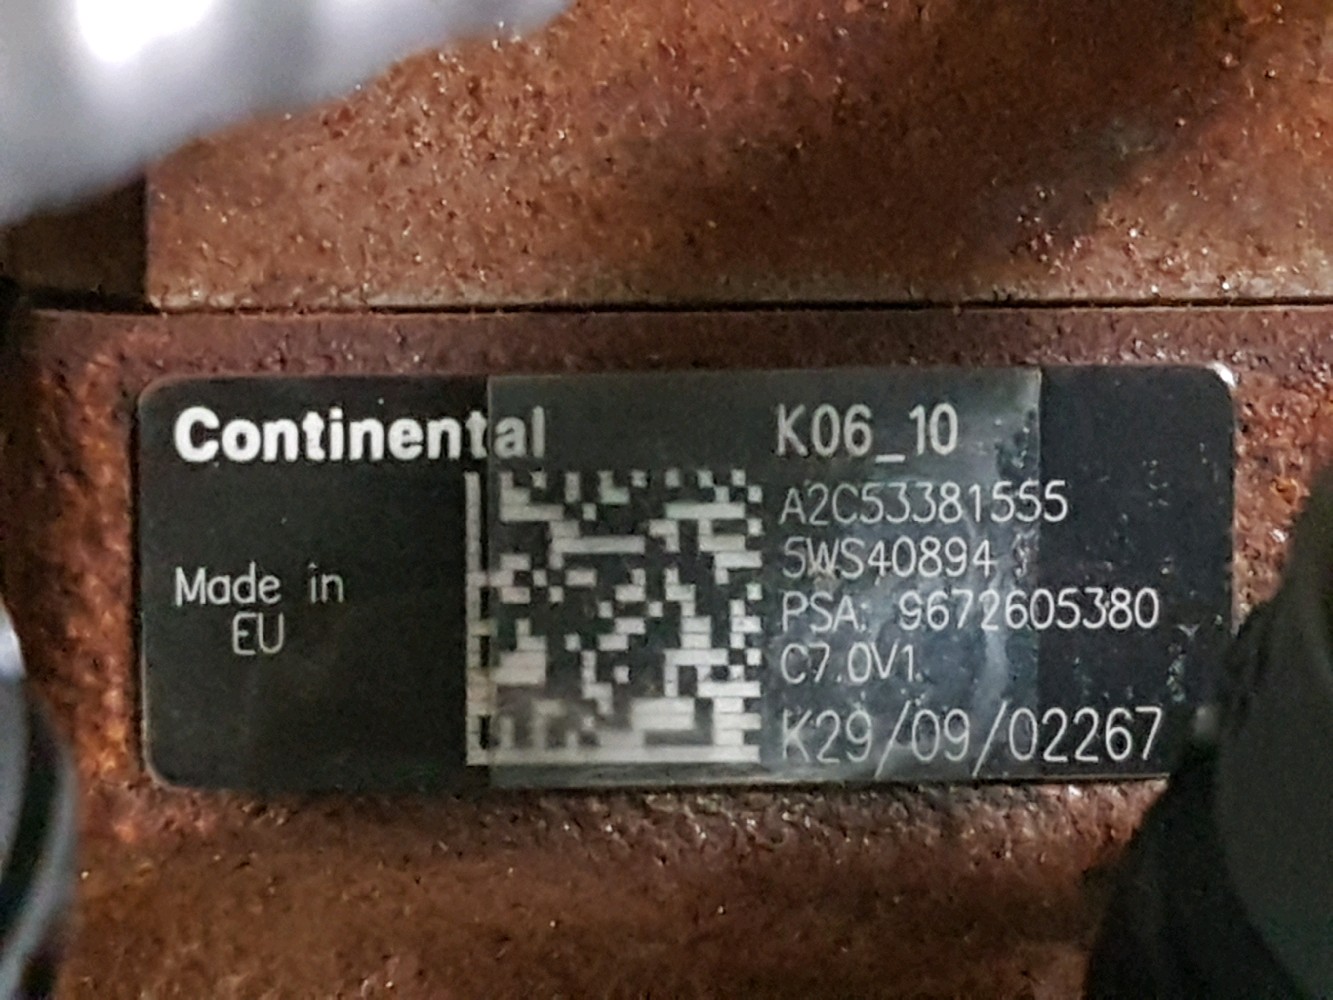 Continental
K06_10
A2C53381555
5WS40894
Made in
EU
PSA: 9672605380
C7.0V1.
K29/09/02267